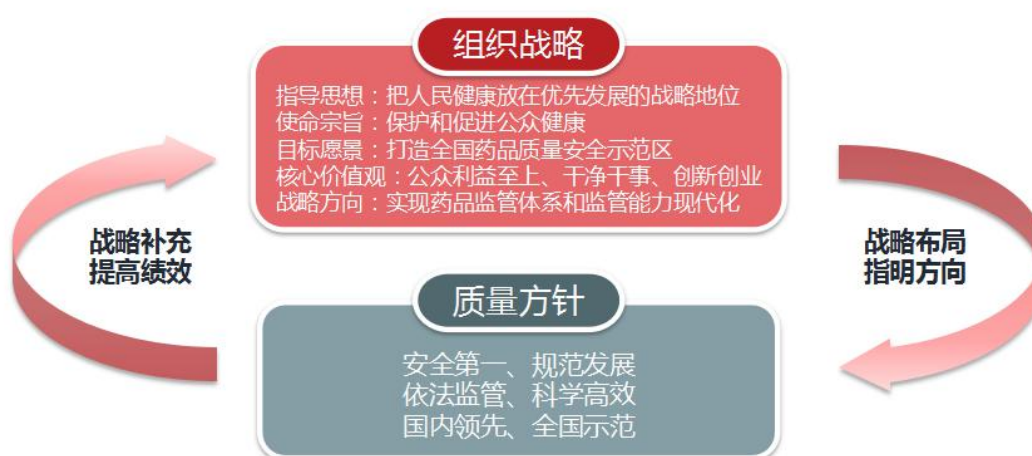 组织战略
指导思想：把人民健康放在优先发展的战略地位
使命宗旨：保护和促进公众健康
目标愿景：打造全国药品质量安全示范区
核心价值观：公众利益至上、干净干事、创新创业
战略方向：实现药品监管体系和监管能力现代化
战略补充
提高绩效
战略布局
指明方向
质量方针
安全第一、规范发展
依法监管、科学高效
国内领先、全国示范